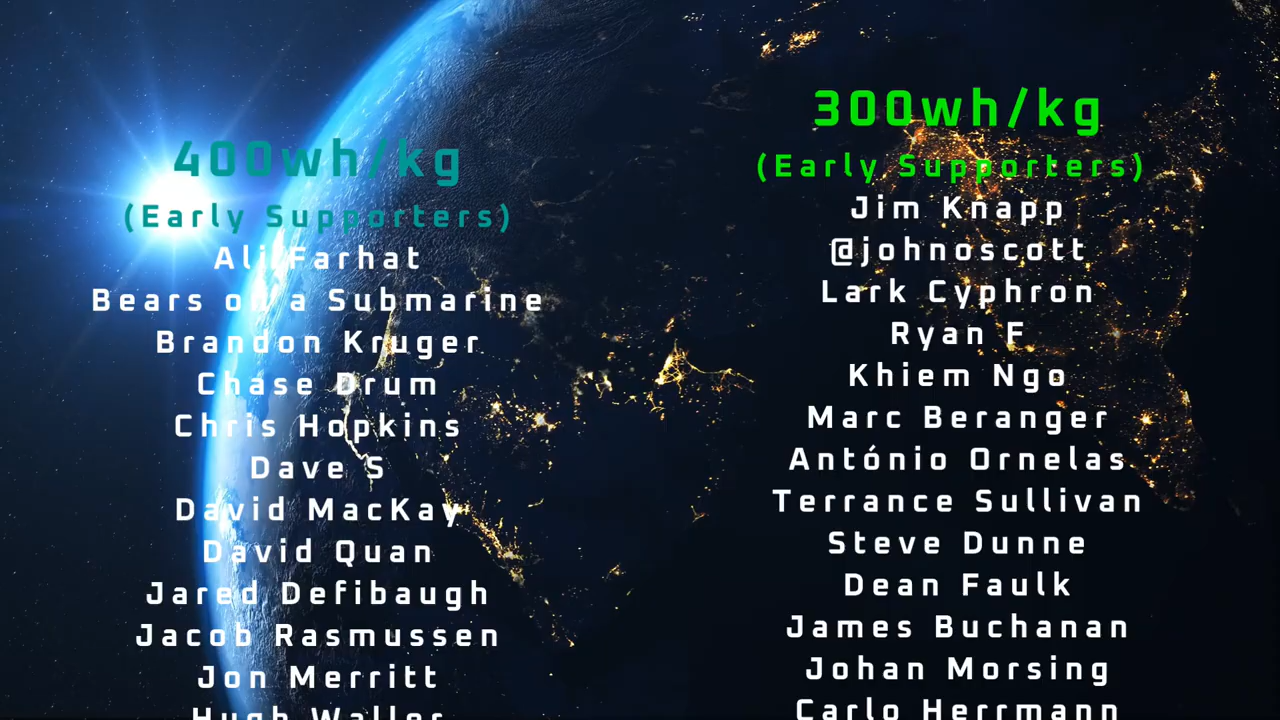 400wh/kg
(Early Supporters)
Ali Farhat
Bears on a Submarine
Brandon Kruger
Chase Drum
Chris Hopkins
Dave S
David MacKay
David Quan
Jared Defibaugh
Jacob Rasmussen
Jon Merritt
Hugh Waller
300wh/kg
(Early Supporters)
Jim Knapp
@johnoscott
Lark Cyphron
Ryan F
Khiem Ngo
Marc Beranger
António Ornelas
Terrance Sullivan
Steve Dunne
Dean Faulk
James Buchanan
Johan Morsing
Carlo Herrmann